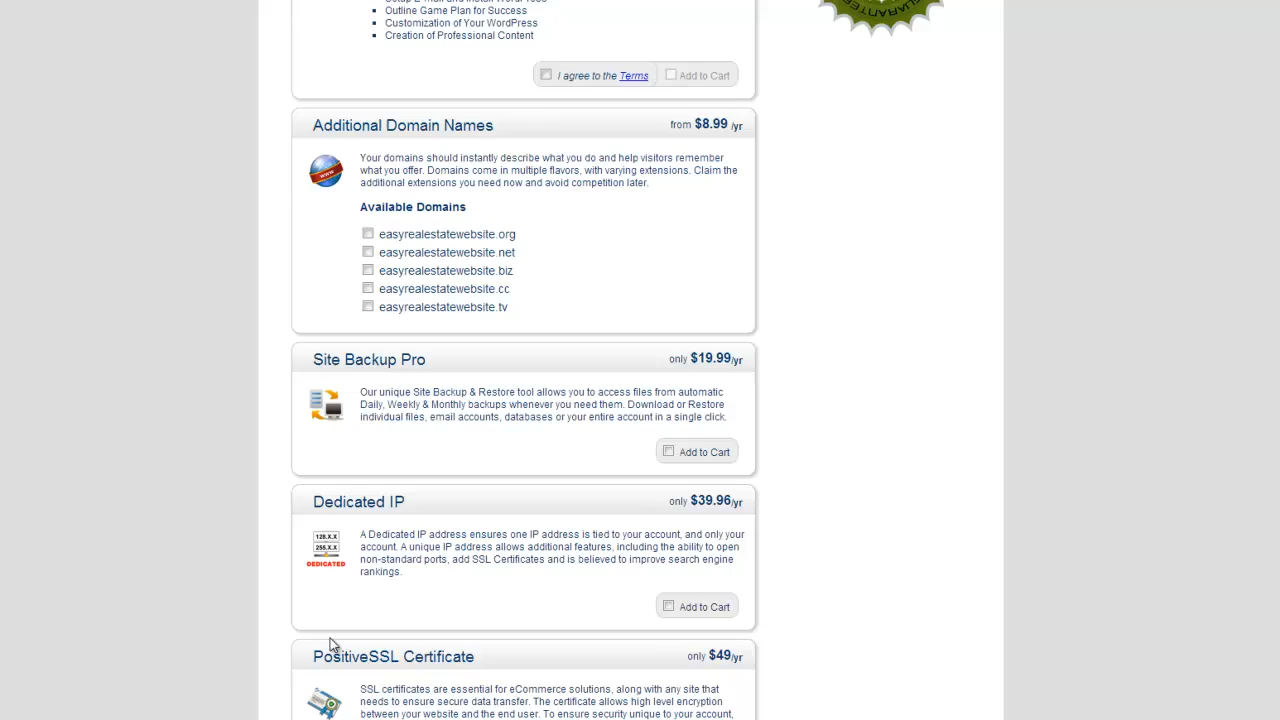 Outline Game Plan for Success
Customization of Your WordPress
Creation of Professional Content
I agree to the Terms
Add to Cart
Additional Domain Names
from $8.99 /yr
www
Your domains should instantly describe what you do and help visitors remember
what you offer. Domains come in multiple flavors, with varying extensions. Claim the
additional extensions you need now and avoid competition later.
Available Domains
easyrealestatewebsite.org
easyrealestatewebsite.net
easyrealestatewebsite.biz
easyrealestatewebsite.cc
easyrealestatewebsite.tv
Site Backup Pro
only $19.99/yr
Our unique Site Backup & Restore tool allows you to access files from automatic
Daily, Weekly & Monthly backups whenever you need them. Download or Restore
individual files, email accounts, databases or your entire account in a single click.
Add to Cart
Dedicated IP
only $39.96/yr
128.X.X
255.X.X
DEDICATED
A Dedicated IP address ensures one IP address is tied to your account, and only your
account. A unique IP address allows additional features, including the ability to open
non-standard ports, add SSL Certificates and is believed to improve search engine
rankings.
Add to Cart
PositiveSSL Certificate
only $49/yr
SSL certificates are essential for eCommerce solutions, along with any site that
needs to ensure secure data transfer. The certificate allows high level encryption
between your website and the end user. To ensure security unique to your account,